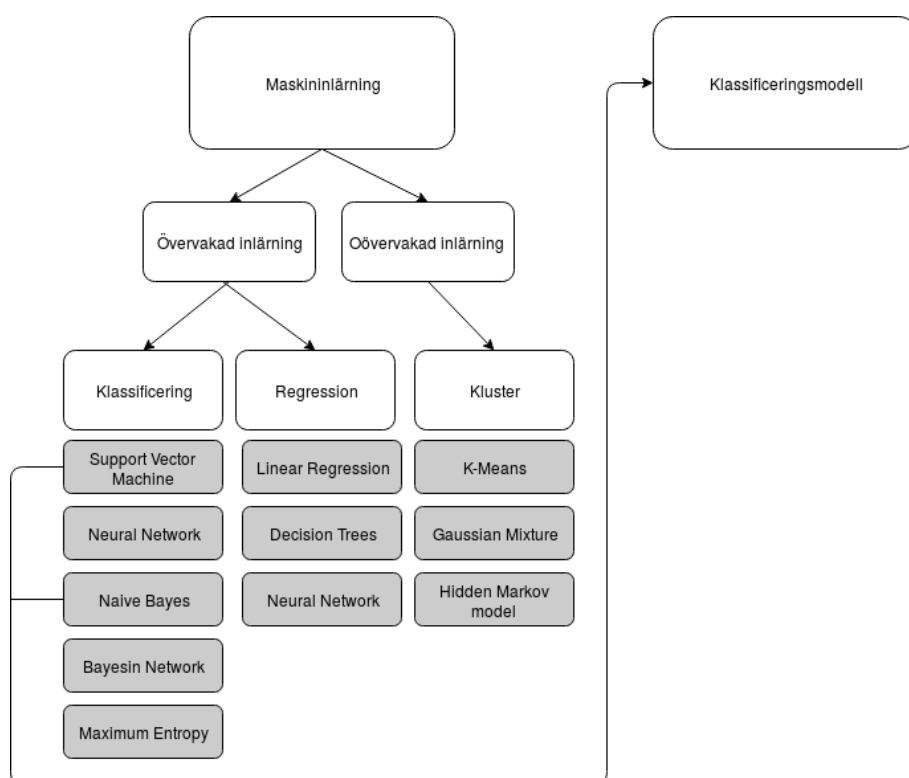 Maskininlärning
Klassificeringsmodell
Övervakad inlärning
Oövervakad inlärning
Klassificering
Regression
Kluster
Support Vector
Machine
Linear Regression
K-Means
Neural Network
Decision Trees
Gaussian Mixture
Naive Bayes
Neural Network
Hidden Markov
model
Bayesin Network
Maximum Entropy